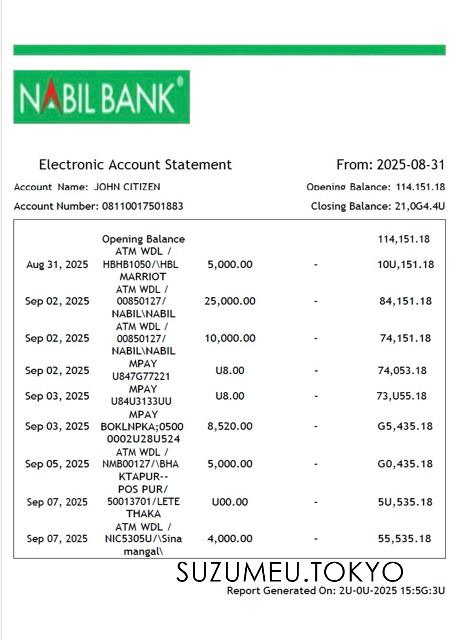 NABIL BANK®
Electronic Account Statement From: 2025-08-31
Account Name: JOHN CITIZEN Opening Balance: 114,151.18
Account Number: 08110017501883 Closing Balance: 21,0G4.4U
Opening Balance 114,151.18
ATM WDL /
Aug 31, 2025 HBHB1050/\HBL 5,000.00 - 10U,151.18
MARRIOT
ATM WDL /
Sep 02, 2025 00850127/ 25,000.00 - 84,151.18
NABIL\NABIL
ATM WDL /
Sep 02, 2025 00850127/ 10,000.00 - 74,151.18
NABIL\NABIL
MPAY
Sep 02, 2025 U847G77221 U8.00 - 74,053.18
MPAY
Sep 03, 2025 U84U3133UU U8.00 - 73,U55.18
MPAY
Sep 03, 2025 BOKLNPKA;0500 8,520.00 - G5,435.18
0002U28U524
ATM WDL /
Sep 05, 2025 NMB00127/\BHA 5,000.00 - G0,435.18
KTAPUR--
POS PUR/
Sep 07, 2025 50013701/LETE U00.00 - 5U,535.18
THAKA
ATM WDL /
Sep 07, 2025 NIC5305U/\Sina 4,000.00 - 55,535.18
mangal\
SUZUMEU.TOKYO
Report Generated On: 2U-0U-2025 15:5G:3U